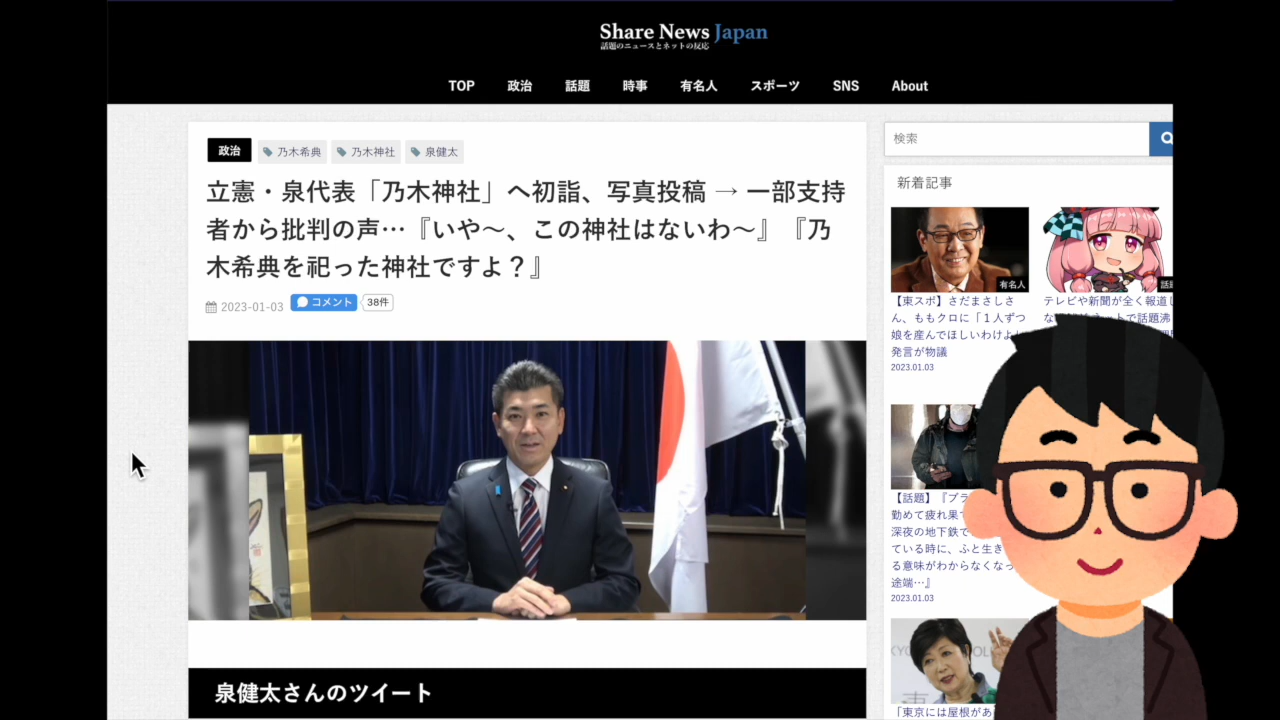 Share News Japan
話題のニュースとネットの反応
TOP 政治 話題 時事 有名人 スポーツ SNS About
政治 乃木希典 乃木神社 泉健太
立憲・泉代表「乃木神社」へ初詣、写真投稿 → 一部支持
者から批判の声…『いや〜、この神社はないわ〜』『乃
木希典を祀った神社ですよ？』
2023-01-03 コメント 38件
泉健太さんのツイート
検索
新着記事
有名人
【東スポ】さだまさしさ
ん、ももクロに「１人ずつ
娘を産んでほしいわけよ
発言が物議
2023.01.03
テレビや新聞が全く報道し
トで話題沸
【話題】『ブラ
勤めて疲れ果
深夜の地下鉄で
ている時に、ふと生き
る意味がわからなくなっ
途端…』
2023.01.03
「東京には屋根があ